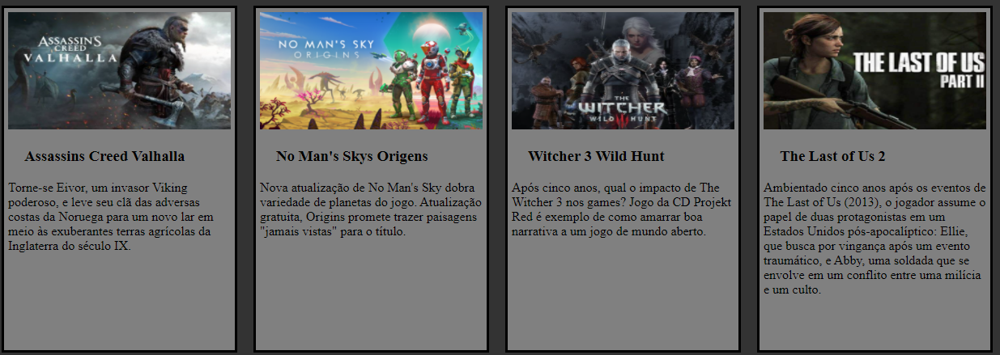 ASSASSIN'S
CREED
VALHALLA
Assassins Creed Valhalla
Torne-se Eivor, um invasor Viking
poderoso, e leve seu clã das adversas
costas da Noruega para um novo lar em
meio às exuberantes terras agrícolas da
Inglaterra do século IX.
NO MAN'S SKY
ORIGINS
No Man's Skys Origens
Nova atualização de No Man's Sky dobra
variedade de planetas do jogo. Atualização
gratuita, Origins promete trazer paisagens
"jamais vistas" para o título.
THE
WITCHER
WILD HUNT
Witcher 3 Wild Hunt
Após cinco anos, qual o impacto de The
Witcher 3 nos games? Jogo da CD Projekt
Red é exemplo de como amarrar boa
narrativa a um jogo de mundo aberto.
THE LAST OF US
PART II
The Last of Us 2
Ambientado cinco anos após os eventos de
The Last of Us (2013), o jogador assume o
papel de duas protagonistas em um
Estados Unidos pós-apocalíptico: Ellie,
que busca por vingança após um evento
traumático, e Abby, uma soldada que se
envolve em um conflito entre uma milícia
e um culto.